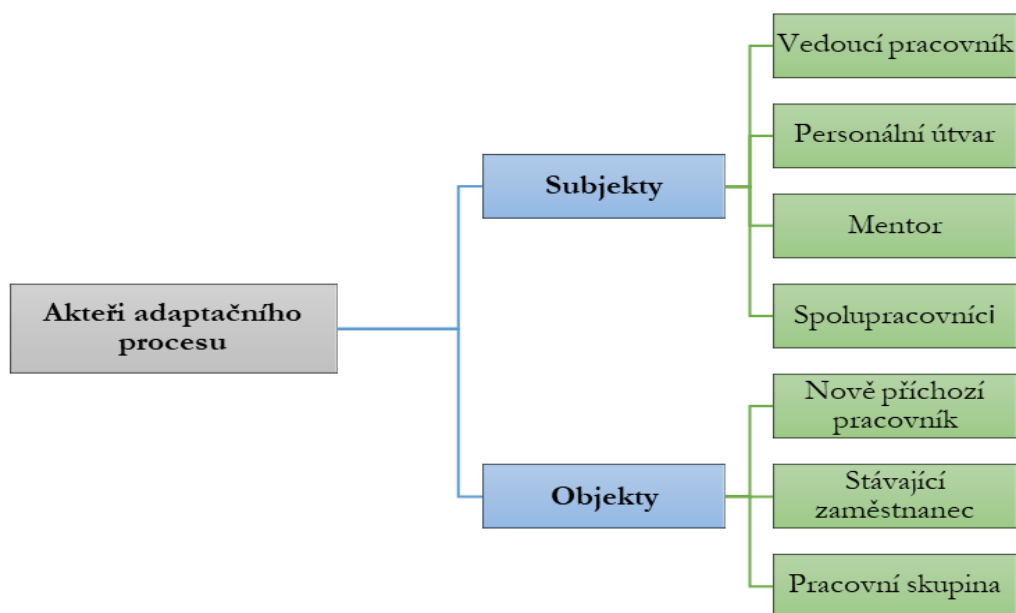 Akteři adaptačního
procesu
Subjekty
Vedoucí pracovník
Personální útvar
Mentor
Spolupracovníci
Objekty
Nově příchozí
pracovník
Stávající
zaměstnanec
Pracovní skupina